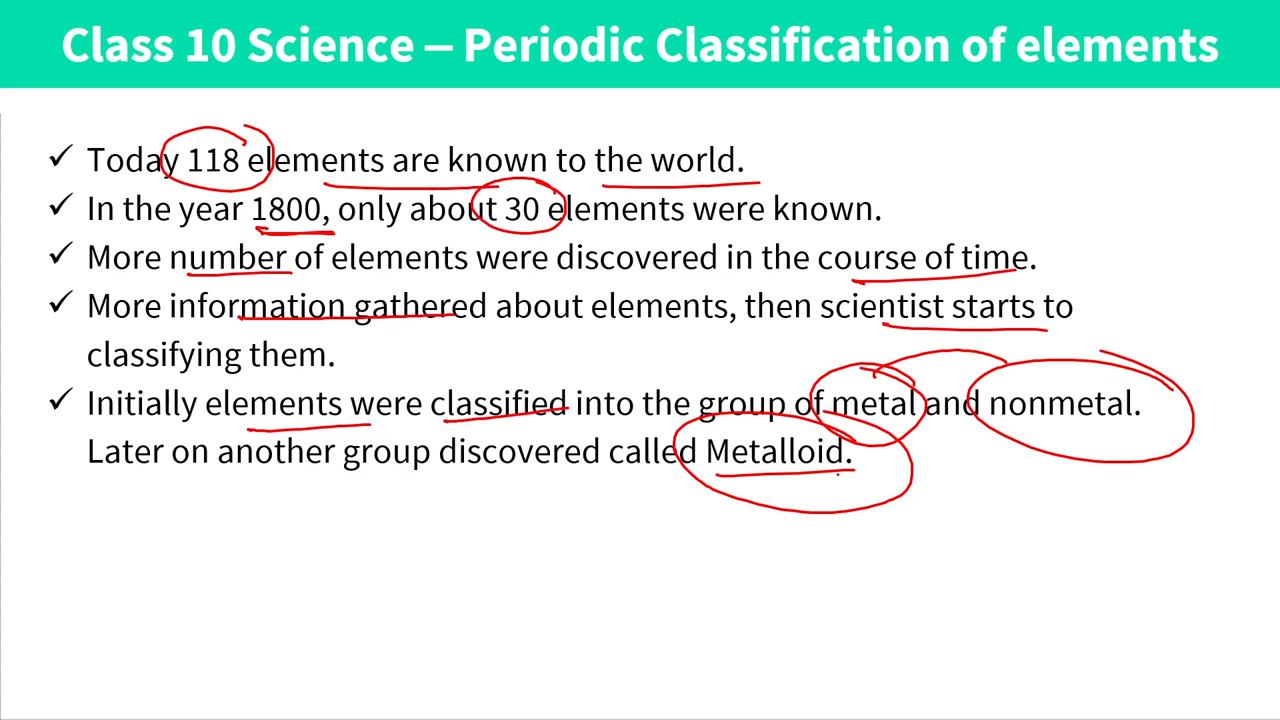 Class 10 Science – Periodic Classification of elements
✓ Today 118 elements are known to the world.
✓ In the year 1800, only about 30 elements were known.
✓ More number of elements were discovered in the course of time.
✓ More information gathered about elements, then scientist starts to
classifying them.
✓ Initially elements were classified into the group of metal and nonmetal.
Later on another group discovered called Metalloid.